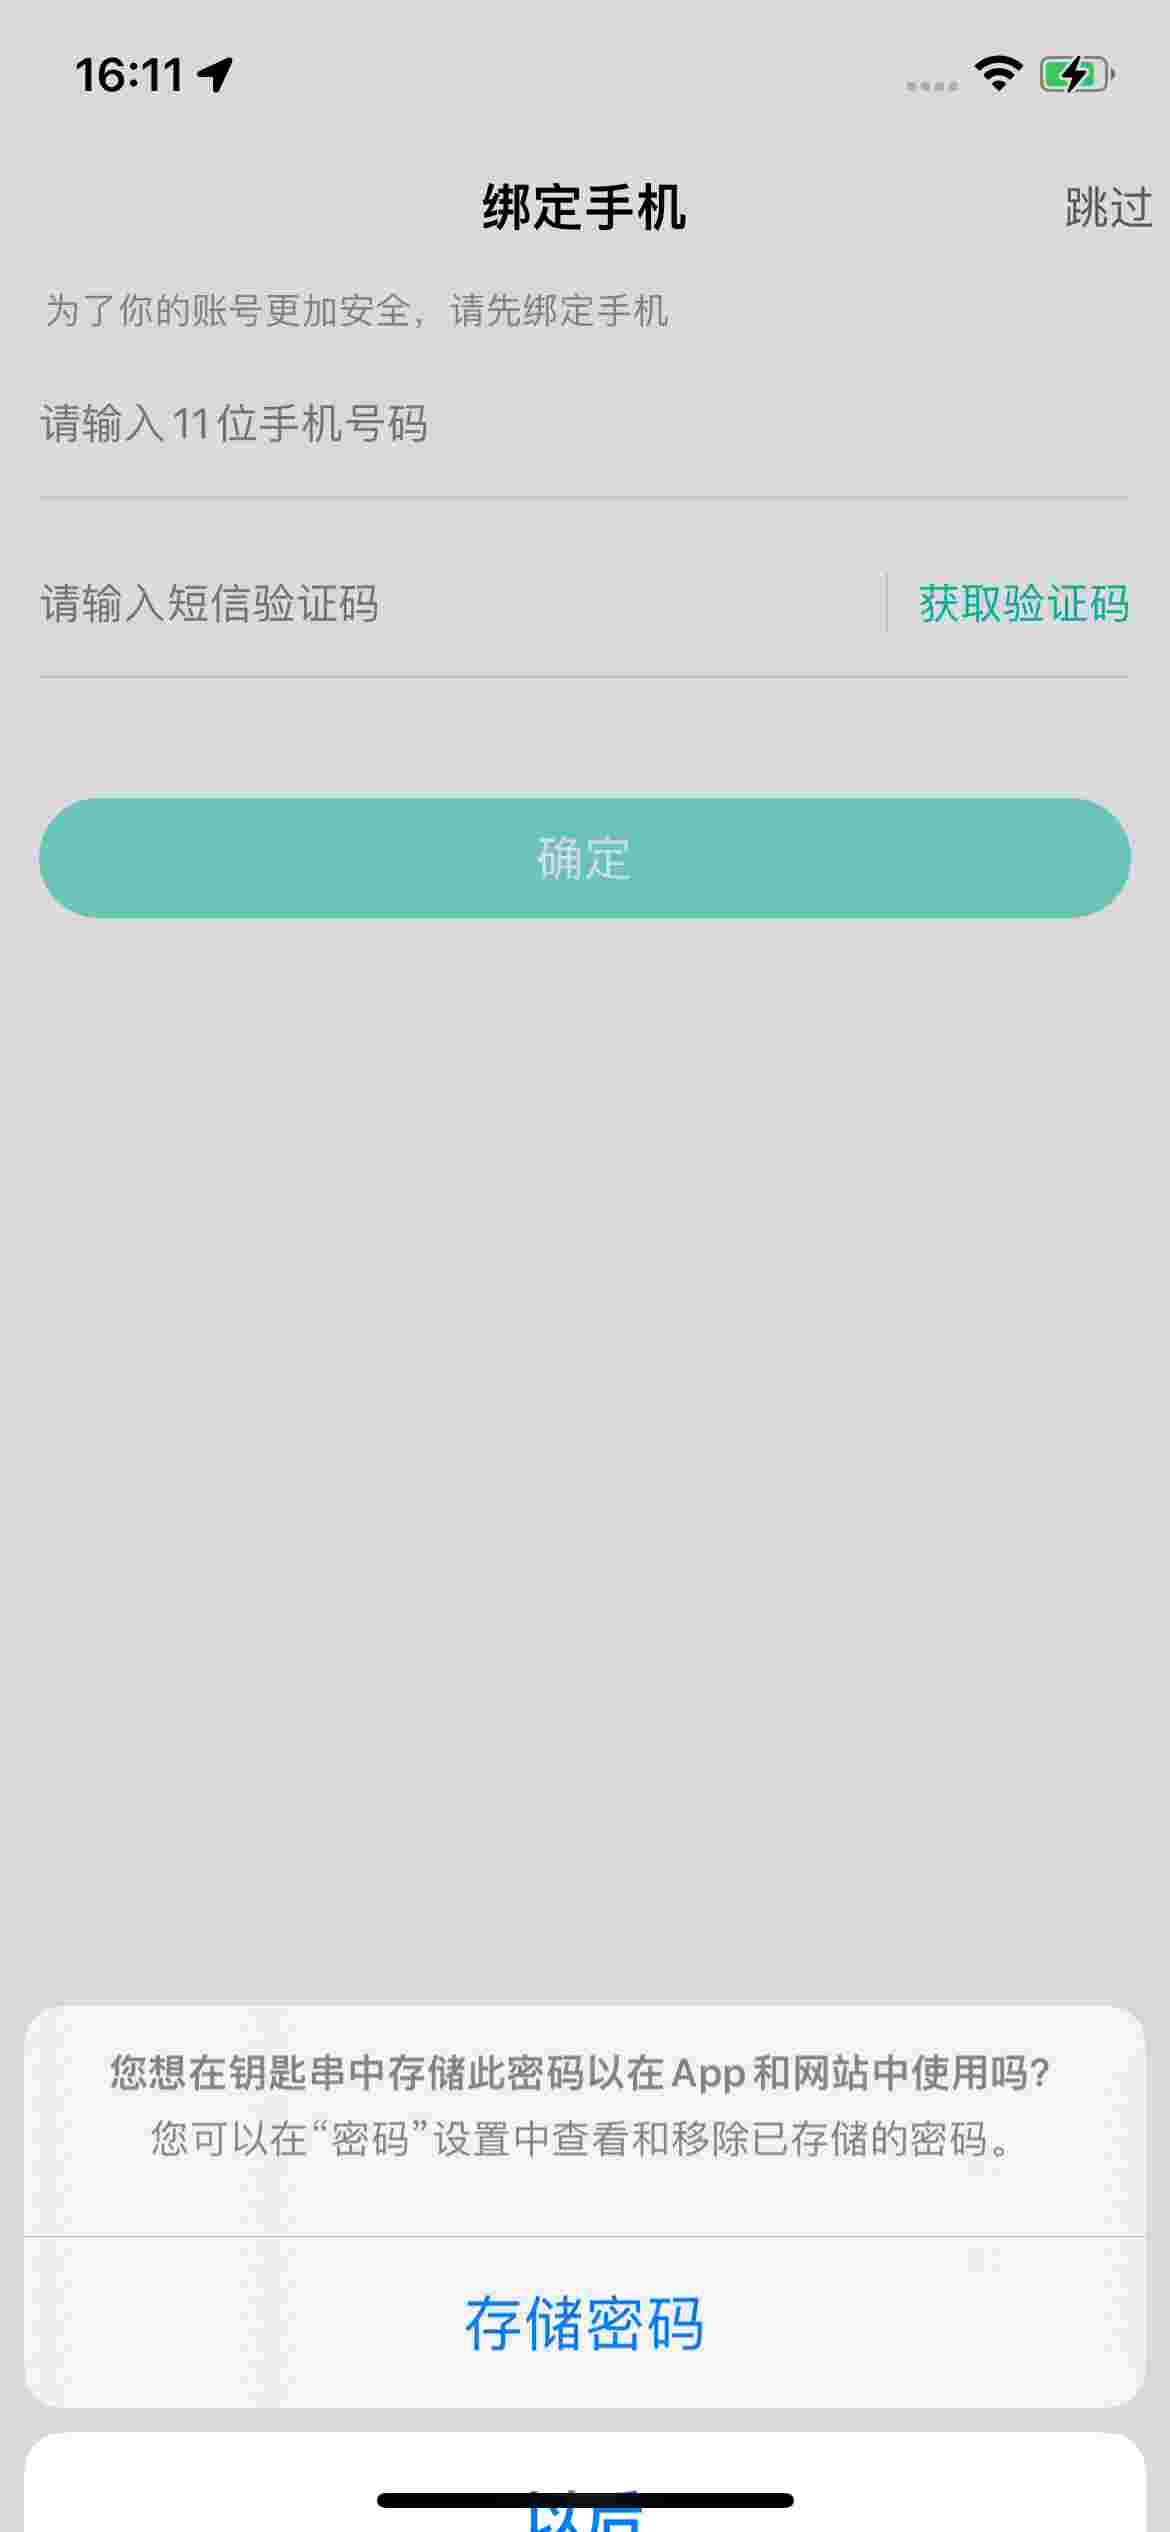 16:11
绑定手机
跳过
为了你的账号更加安全，请先绑定手机
请输入11位手机号码
请输入短信验证码
获取验证码
确定
您想在钥匙串中存储此密码以在App和网站中使用吗？
您可以在“密码”设置中查看和移除已存储的密码。
存储密码
以后